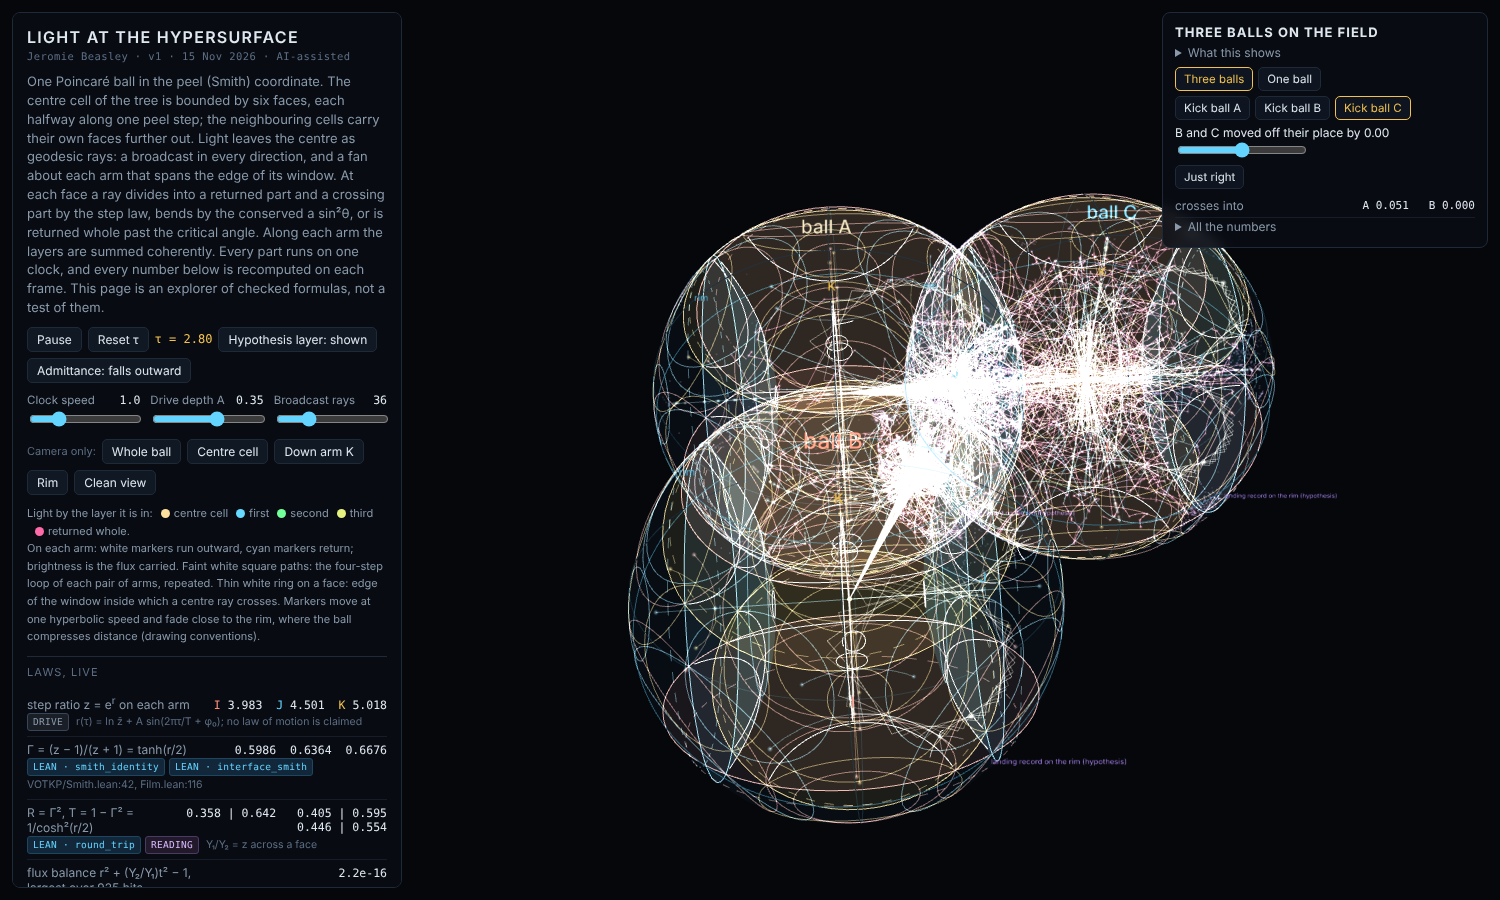 LIGHT AT THE HYPERSURFACE
Jeromie Beasley · v1 · 15 Nov 2026 · AI-assisted
One Poincaré ball in the peel (Smith) coordinate. The
centre cell of the tree is bounded by six faces, each
halfway along one peel step; the neighbouring cells carry
their own faces further out. Light leaves the centre as
geodesic rays: a broadcast in every direction, and a fan
about each arm that spans the edge of its window. At
each face a ray divides into a returned part and a crossing
part by the step law, bends by the conserved a sin²θ, or is
returned whole past the critical angle. Along each arm the
layers are summed coherently. Every part runs on one
clock, and every number below is recomputed on each
frame. This page is an explorer of checked formulas, not a
test of them.
Pause Reset τ τ = 2.80 Hypothesis layer: shown
Admittance: falls outward
Clock speed 1.0 Drive depth A 0.35 Broadcast rays 36
Camera only: Whole ball Centre cell Down arm K
Rim Clean view
Light by the layer it is in: centre cell first second third
returned whole.
On each arm: white markers run outward, cyan markers return;
brightness is the flux carried. Faint white square paths: the four-step
loop of each pair of arms, repeated. Thin white ring on a face: edge
of the window inside which a centre ray crosses. Markers move at
one hyperbolic speed and fade close to the rim, where the ball
compresses distance (drawing conventions).
LAWS, LIVE
step ratio z = eʳ on each arm I 3.983 J 4.501 K 5.018
DRIVE r(τ) = ln z̄ + A sin(2πτ/T + φ₀); no law of motion is claimed
Γ = (z − 1)/(z + 1) = tanh(r/2) 0.5986 0.6364 0.6676
LEAN · smith_identity LEAN · interface_smith
VOTKP/Smith.lean:42, Film.lean:116
R = Γ², T = 1 − Γ² = 0.358 | 0.642 0.405 | 0.595
1/cosh²(r/2) 0.446 | 0.554
LEAN · round_trip READING Y₁/Y₂ = z across a face
flux balance r² + (Y₂/Y₁)t² − 1, 2.2e-16
largest over 925 hits
THREE BALLS ON THE FIELD
What this shows
Three balls One ball
Kick ball A Kick ball B Kick ball C
B and C moved off their place by 0.00
Just right
crosses into A 0.051 B 0.000
All the numbers
ball A
ball C
K
ball B
anding record on the rim (hypothesis)
anding record on the rim (hypothesis)